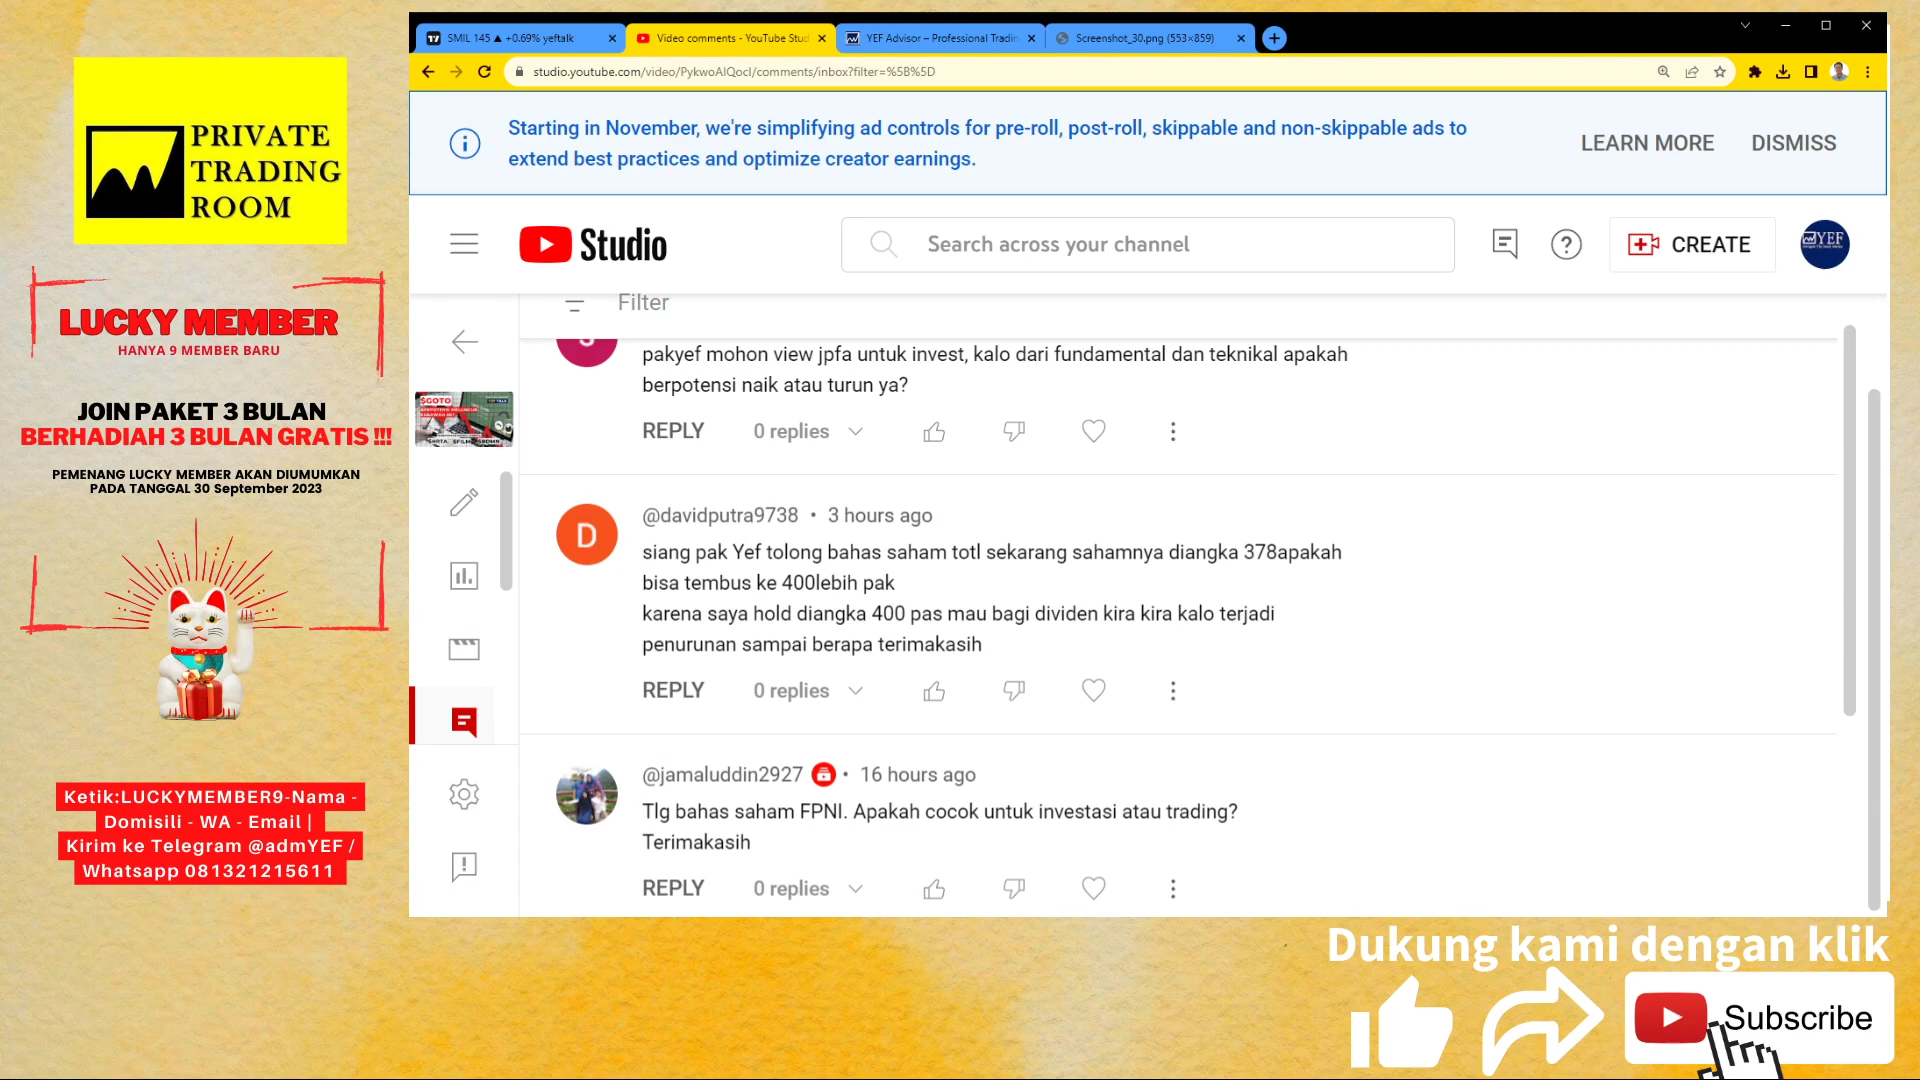 PRIVATE
TRADING
ROOM
LUCKY MEMBER
HANYA 9 MEMBER BARU
JOIN PAKET 3 BULAN
BERHADIAH 3 BULAN GRATIS !!!
PEMENANG LUCKY MEMBER AKAN DIUMUMKAN
PADA TANGGAL 30 September 2023
Ketik:LUCKYMEMBER9-Nama -
Domisili - WA - Email |
Kirim ke Telegram @admYEF /
Whatsapp 081321215611
SMIL 145 ▲ +0.69% yeftalk
Video comments - YouTube Stud
YEF Advisor – Professional Tradin
Screenshot_30.png (553×859)
studio.youtube.com/video/PykwoAlQocI/comments/inbox?filter=%5B%5D
Starting in November, we're simplifying ad controls for pre-roll, post-roll, skippable and non-skippable ads to
extend best practices and optimize creator earnings.
LEARN MORE
DISMISS
Studio
Search across your channel
CREATE
YEF
Filter
$GOTO
pakyef mohon view jpfa untuk invest, kalo dari fundamental dan teknikal apakah
berpotensi naik atau turun ya?
REPLY 0 replies
D
@davidputra9738 • 3 hours ago
siang pak Yef tolong bahas saham totl sekarang sahamnya diangka 378apakah
bisa tembus ke 400lebih pak
karena saya hold diangka 400 pas mau bagi dividen kira kira kalo terjadi
penurunan sampai berapa terimakasih
REPLY 0 replies
@jamaluddin2927 • 16 hours ago
Tlg bahas saham FPNI. Apakah cocok untuk investasi atau trading?
Terimakasih
REPLY 0 replies
Dukung kami dengan klik
Subscribe